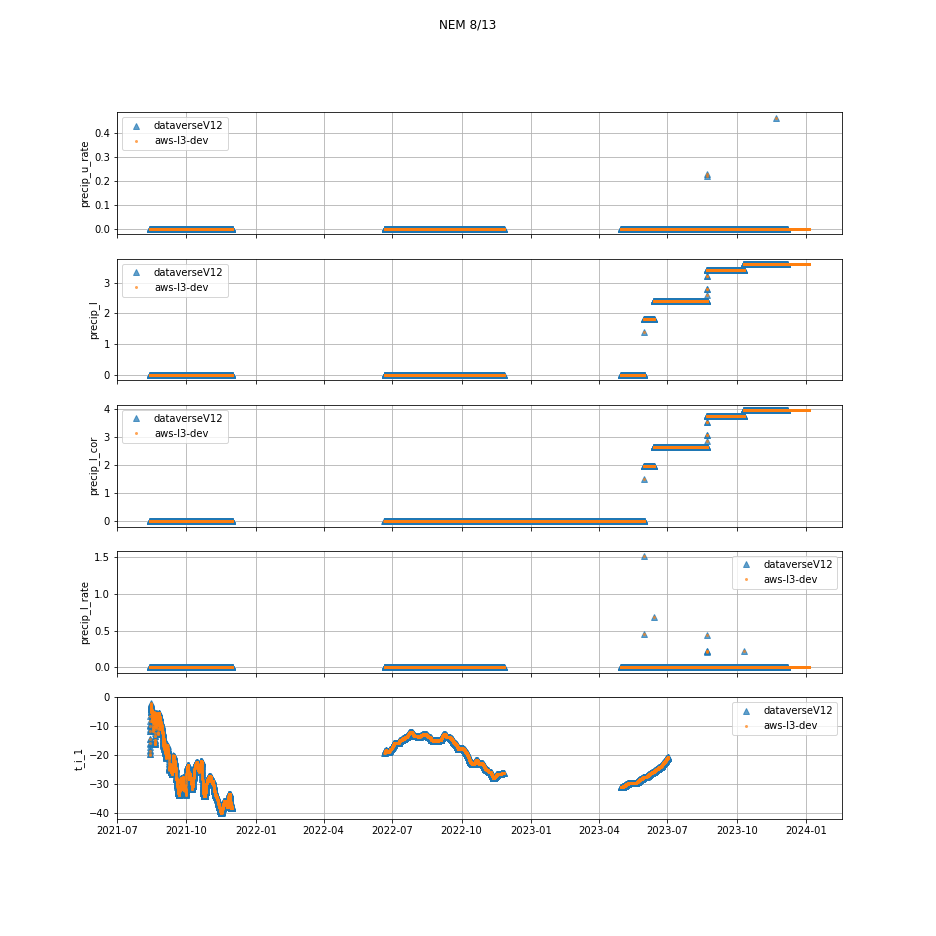 NEM 8/13
precip_u_rate
0.4
0.3
0.2
0.1
0.0
dataverseV12
aws-l3-dev
precip_l
3
2
1
0
dataverseV12
aws-l3-dev
precip_l_cor
4
3
2
1
0
dataverseV12
aws-l3-dev
precip_l_rate
1.5
1.0
0.5
0.0
dataverseV12
aws-l3-dev
t_i_1
0
−10
−20
−30
−40
dataverseV12
aws-l3-dev
2021-07 2021-10 2022-01 2022-04 2022-07 2022-10 2023-01 2023-04 2023-07 2023-10 2024-01